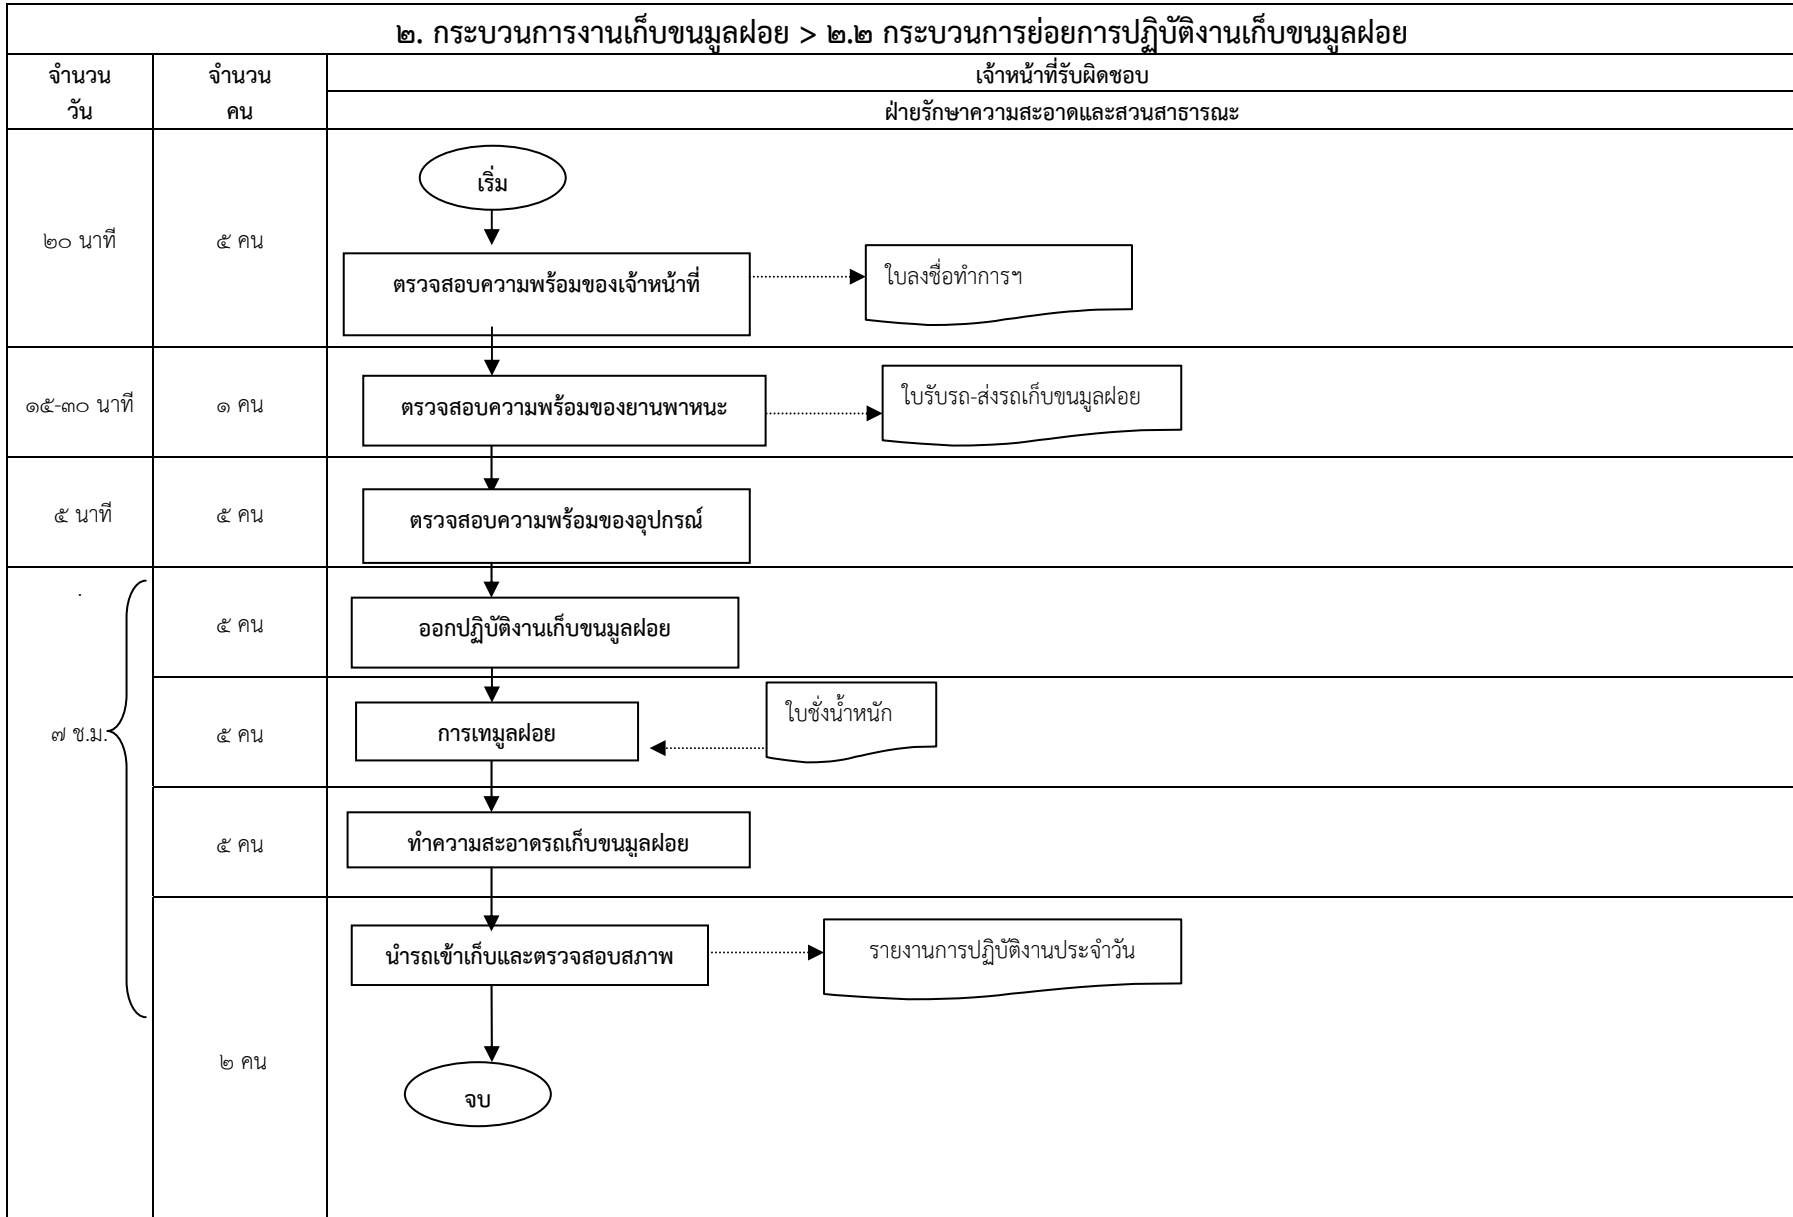 ๒. กระบวนการงานเก็บขนมูลฝอย > ๒.๒ กระบวนการย่อยการปฏิบัติงานเก็บขนมูลฝอย
จำนวน
วัน
จำนวน
คน
เจ้าหน้าที่รับผิดชอบ
ฝ่ายรักษาความสะอาดและสวนสาธารณะ
เริ่ม
๒๐ นาที
๕ คน
ตรวจสอบความพร้อมของเจ้าหน้าที่
ใบลงชื่อทำการฯ
๑๕-๓๐ นาที
๑ คน
ตรวจสอบความพร้อมของยานพาหนะ
ใบรับรถ-ส่งรถเก็บขนมูลฝอย
๕ นาที
๕ คน
ตรวจสอบความพร้อมของอุปกรณ์
.
๕ คน
ออกปฏิบัติงานเก็บขนมูลฝอย
๗ ช.ม.
๕ คน
การเทมูลฝอย
ใบชั่งน้ำหนัก
๕ คน
ทำความสะอาดรถเก็บขนมูลฝอย
นำรถเข้าเก็บและตรวจสอบสภาพ
รายงานการปฏิบัติงานประจำวัน
๒ คน
จบ